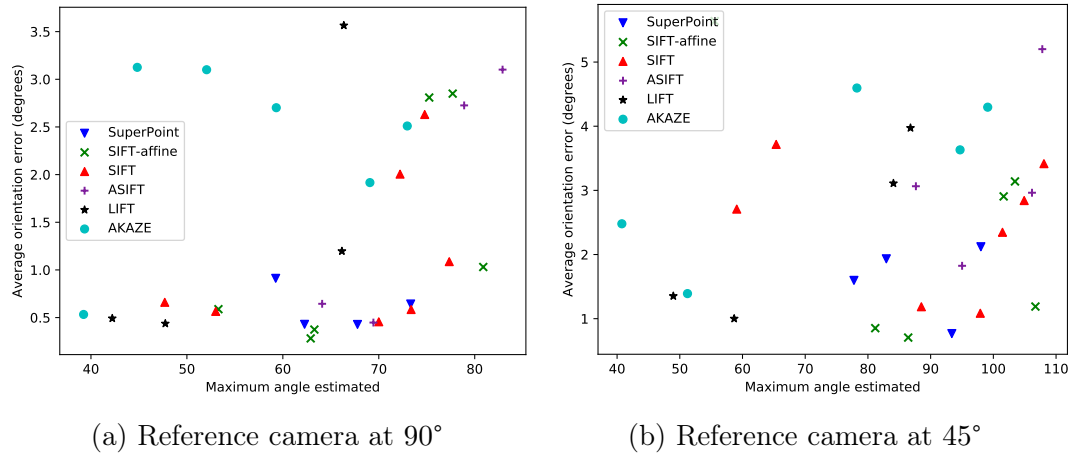 Average orientation error (degrees)
3.5
3.0
2.5
2.0
1.5
1.0
0.5
SuperPoint
SIFT-affine
SIFT
ASIFT
LIFT
AKAZE
40 50 60 70 80
Maximum angle estimated
(a) Reference camera at 90°
Average orientation error (degrees)
5
4
3
2
1
SuperPoint
SIFT-affine
SIFT
ASIFT
LIFT
AKAZE
40 50 60 70 80 90 100 110
Maximum angle estimated
(b) Reference camera at 45°